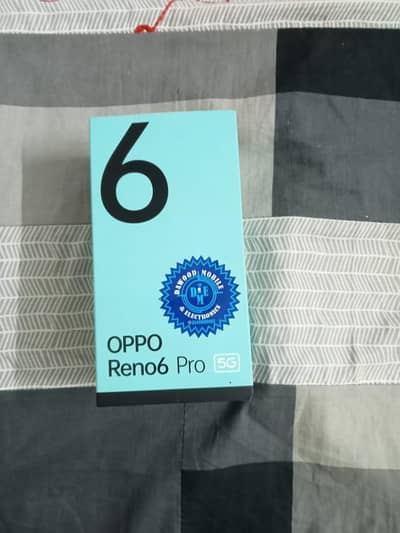 6
DAWOOD MOBILE
& ELECTRONICS
OPPO
Reno6 Pro 5G